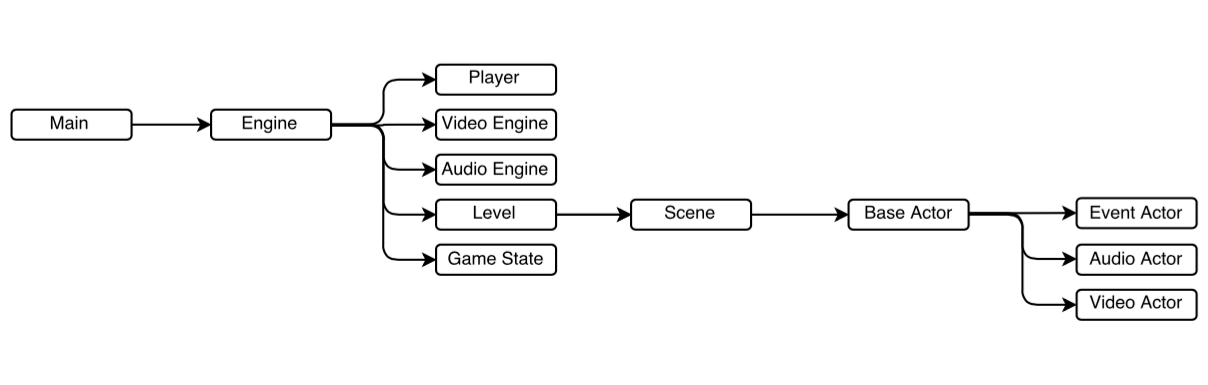 Main
Engine
Player
Video Engine
Audio Engine
Level
Game State
Scene
Base Actor
Event Actor
Audio Actor
Video Actor